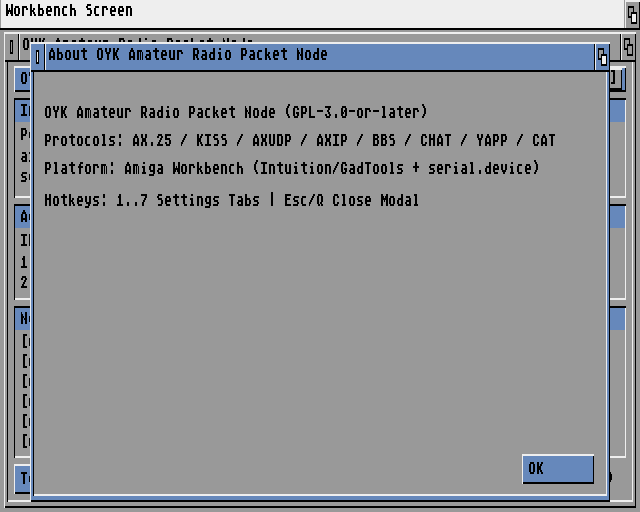 Workbench Screen
About OYK Amateur Radio Packet Node
OYK Amateur Radio Packet Node (GPL-3.0-or-later)
Protocols: AX.25 / KISS / AXUDP / AXIP / BBS / CHAT / YAPP / CAT
Platform: Amiga Workbench (Intuition/GadTools + serial.device)
Hotkeys: 1..7 Settings Tabs | Esc/Q Close Modal
OK